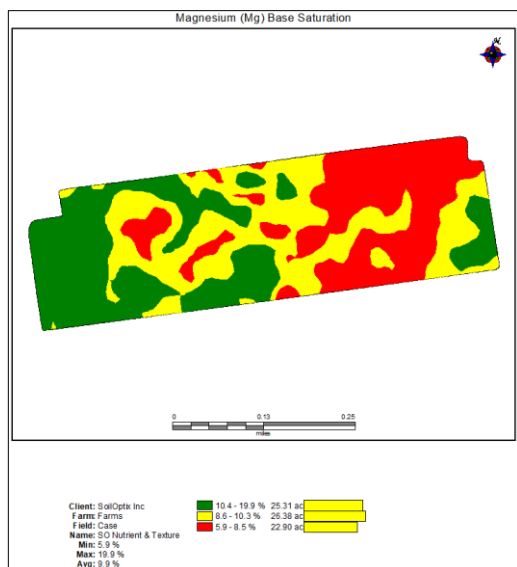 Magnesium (Mg) Base Saturation
N
0 0.13 0.25
miles
Client: SoilOptix Inc
Farm: Farms
Field: Case
Name: SO Nutrient & Texture
Min: 5.9 %
Max: 19.9 %
Avg: 9.9 %
10.4 - 19.9 % 25.31 ac
8.6 - 10.3 % 26.38 ac
5.9 - 8.5 % 22.90 ac